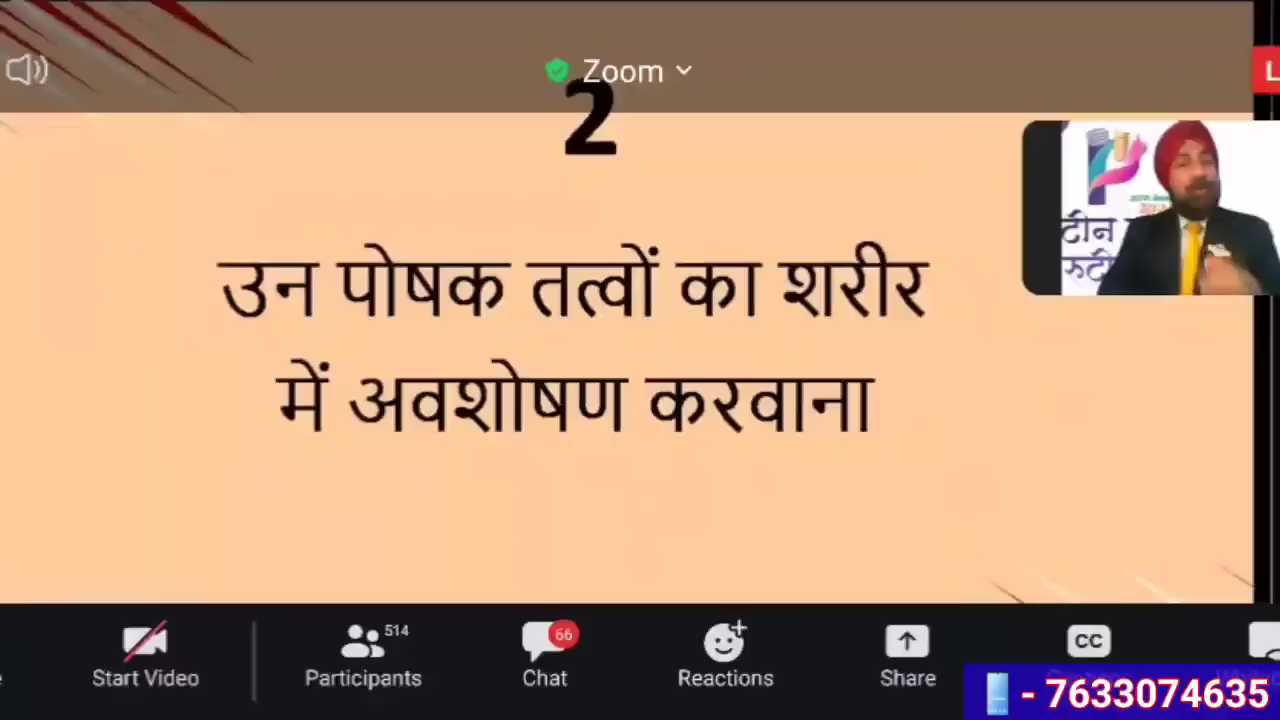 Zoom
L
2
उन पोषक तत्वों का शरीर
में अवशोषण करवाना
टीन
रुटी
514
66
CC
Start Video
Participants
Chat
Reactions
Share
- 7633074635